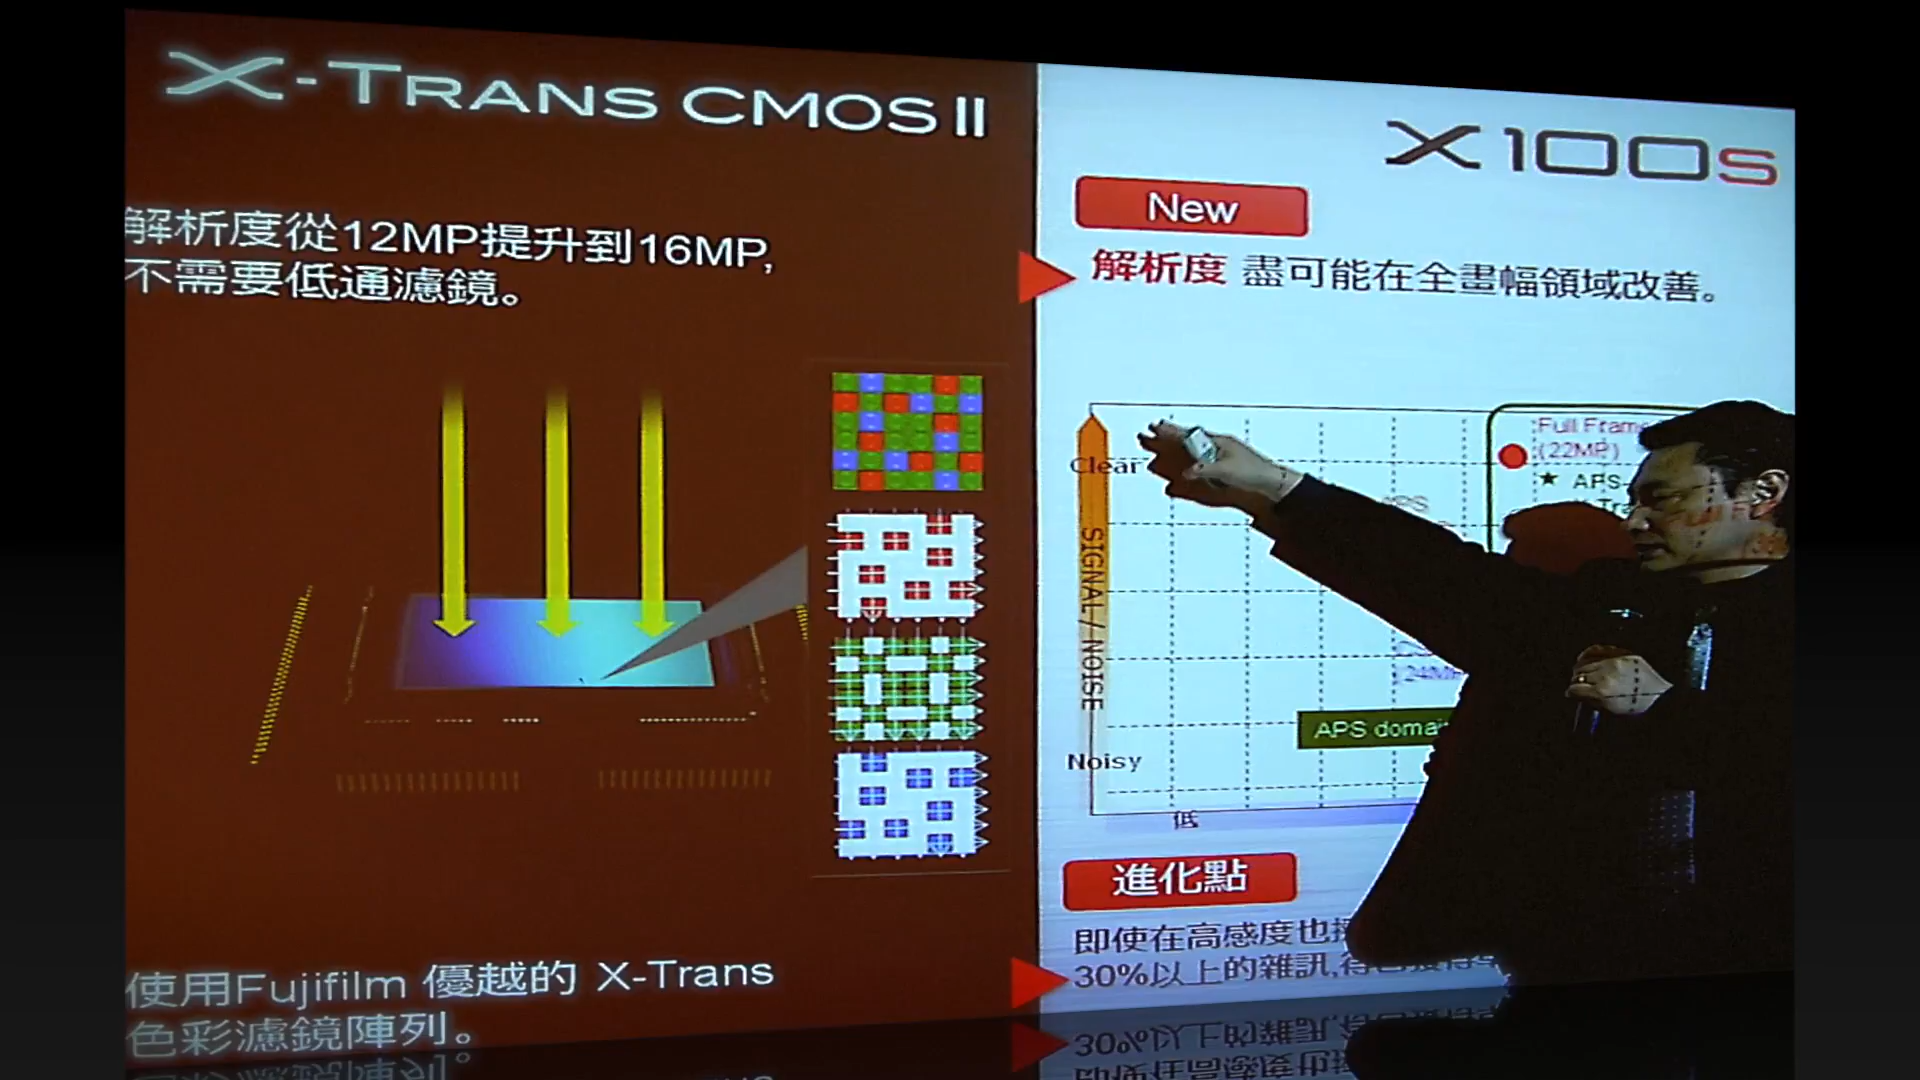 X-TRANS CMOS II
解析度從12MP提升到16MP,
不需要低通濾鏡。
使用Fujifilm 優越的 X-Trans
色彩濾鏡陣列。
X100S
New
解析度 盡可能在全畫幅領域改善。
Full Frame
(22MP)
★ APS-
Clear
SIGNAL / NOISE
APS domai
Noisy
低
進化點
即使在高感度也
30%以上的雜訊,